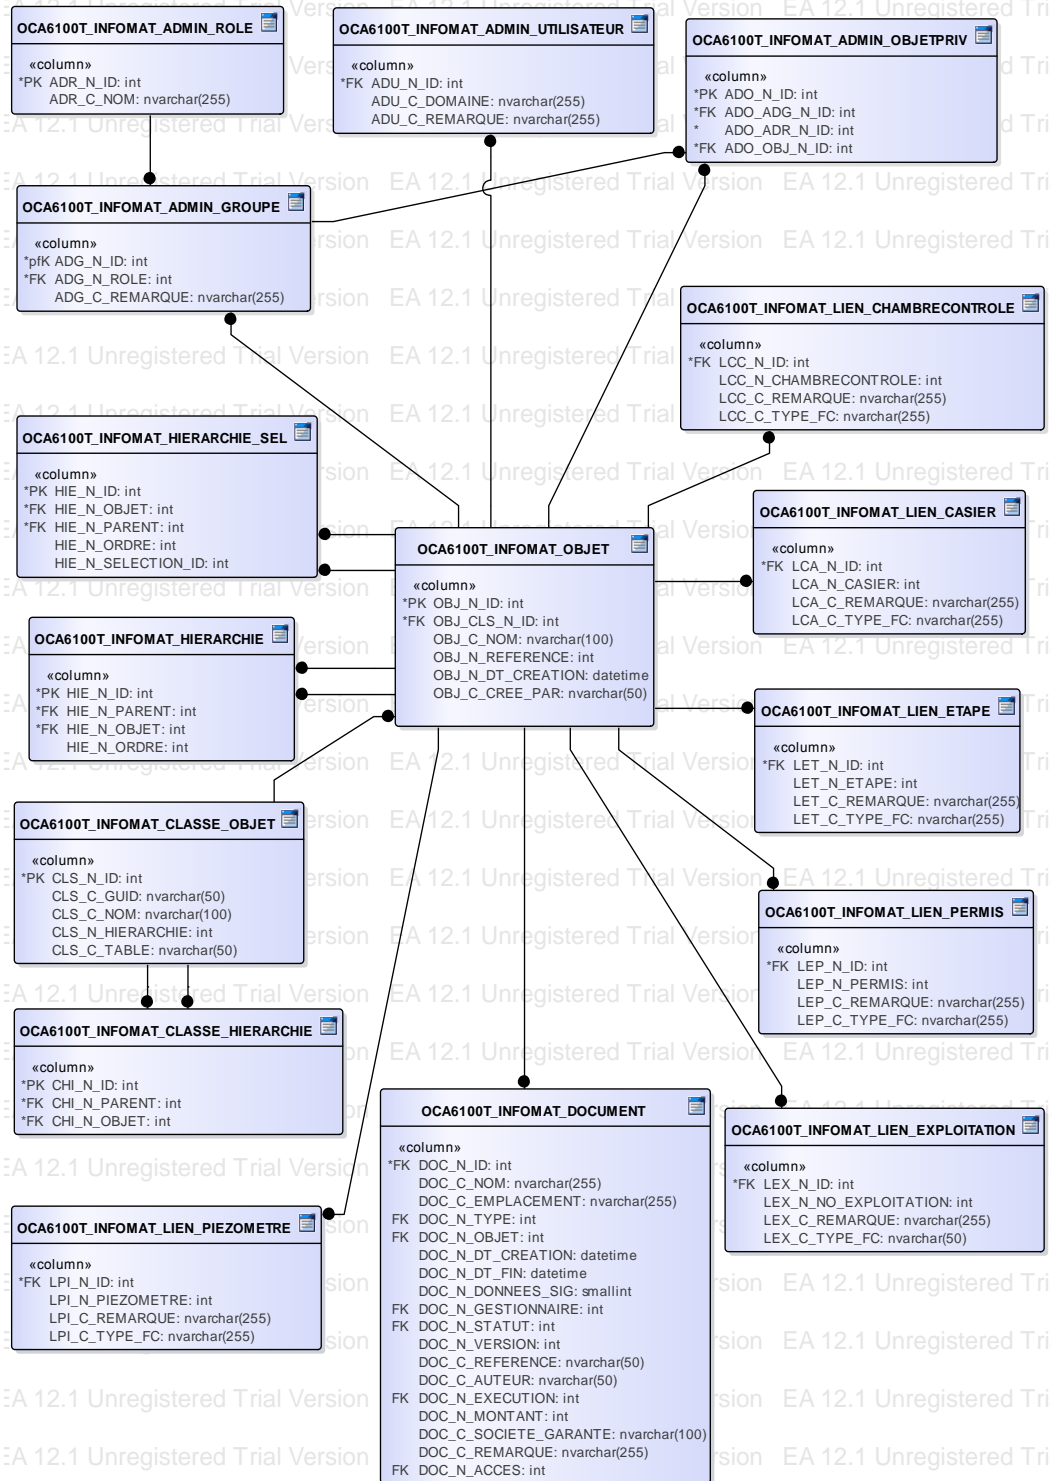 OCA6100T_INFOMAT_ADMIN_ROLE
«column»
*PK ADR_N_ID: int
ADR_C_NOM: nvarchar(255)
OCA6100T_INFOMAT_ADMIN_UTILISATEUR
«column»
*FK ADU_N_ID: int
ADU_C_DOMAINE: nvarchar(255)
ADU_C_REMARQUE: nvarchar(255)
OCA6100T_INFOMAT_ADMIN_OBJETPRIV
«column»
*PK ADO_N_ID: int
*FK ADO_ADG_N_ID: int
* ADO_ADR_N_ID: int
*FK ADO_OBJ_N_ID: int
OCA6100T_INFOMAT_ADMIN_GROUPE
«column»
*pfK ADG_N_ID: int
*FK ADG_N_ROLE: int
ADG_C_REMARQUE: nvarchar(255)
OCA6100T_INFOMAT_LIEN_CHAMBRECONTROLE
«column»
*FK LCC_N_ID: int
LCC_N_CHAMBRECONTROLE: int
LCC_C_REMARQUE: nvarchar(255)
LCC_C_TYPE_FC: nvarchar(255)
OCA6100T_INFOMAT_HIERARCHIE_SEL
«column»
*PK HIE_N_ID: int
*FK HIE_N_OBJET: int
*FK HIE_N_PARENT: int
HIE_N_ORDRE: int
HIE_N_SELECTION_ID: int
OCA6100T_INFOMAT_OBJET
«column»
*PK OBJ_N_ID: int
*FK OBJ_CLS_N_ID: int
OBJ_C_NOM: nvarchar(100)
OBJ_N_REFERENCE: int
OBJ_N_DT_CREATION: datetime
OBJ_C_CREE_PAR: nvarchar(50)
OCA6100T_INFOMAT_LIEN_CASIER
«column»
*FK LCA_N_ID: int
LCA_N_CASIER: int
LCA_C_REMARQUE: nvarchar(255)
LCA_C_TYPE_FC: nvarchar(255)
OCA6100T_INFOMAT_HIERARCHIE
«column»
*PK HIE_N_ID: int
*FK HIE_N_PARENT: int
*FK HIE_N_OBJET: int
HIE_N_ORDRE: int
OCA6100T_INFOMAT_LIEN_ETAPE
«column»
*FK LET_N_ID: int
LET_N_ETAPE: int
LET_C_REMARQUE: nvarchar(255)
LET_C_TYPE_FC: nvarchar(255)
OCA6100T_INFOMAT_CLASSE_OBJET
«column»
*PK CLS_N_ID: int
CLS_C_GUID: nvarchar(50)
CLS_C_NOM: nvarchar(100)
CLS_N_HIERARCHIE: int
CLS_C_TABLE: nvarchar(50)
OCA6100T_INFOMAT_LIEN_PERMIS
«column»
*FK LEP_N_ID: int
LEP_N_PERMIS: int
LEP_C_REMARQUE: nvarchar(255)
LEP_C_TYPE_FC: nvarchar(255)
OCA6100T_INFOMAT_CLASSE_HIERARCHIE
«column»
*PK CHI_N_ID: int
*FK CHI_N_PARENT: int
*FK CHI_N_OBJET: int
OCA6100T_INFOMAT_DOCUMENT
«column»
*FK DOC_N_ID: int
DOC_C_NOM: nvarchar(255)
DOC_C_EMPLACEMENT: nvarchar(255)
FK DOC_N_TYPE: int
FK DOC_N_OBJET: int
DOC_N_DT_CREATION: datetime
DOC_N_DT_FIN: datetime
DOC_N_DONNEES_SIG: smallint
FK DOC_N_GESTIONNAIRE: int
FK DOC_N_STATUT: int
DOC_N_VERSION: int
DOC_C_REFERENCE: nvarchar(50)
DOC_C_AUTEUR: nvarchar(50)
FK DOC_N_EXECUTION: int
DOC_N_MONTANT: int
DOC_C_SOCIETE_GARANTE: nvarchar(100)
DOC_C_REMARQUE: nvarchar(255)
FK DOC_N_ACCES: int
OCA6100T_INFOMAT_LIEN_EXPLOITATION
«column»
*FK LEX_N_ID: int
LEX_N_NO_EXPLOITATION: int
LEX_C_REMARQUE: nvarchar(255)
LEX_C_TYPE_FC: nvarchar(50)
OCA6100T_INFOMAT_LIEN_PIEZOMETRE
«column»
*FK LPI_N_ID: int
LPI_N_PIEZOMETRE: int
LPI_C_REMARQUE: nvarchar(255)
LPI_C_TYPE_FC: nvarchar(255)
EA 12.1 Unregistered Trial Version EA 12.1 Unregistered Trial Version EA 12.1 Unregistered Tri